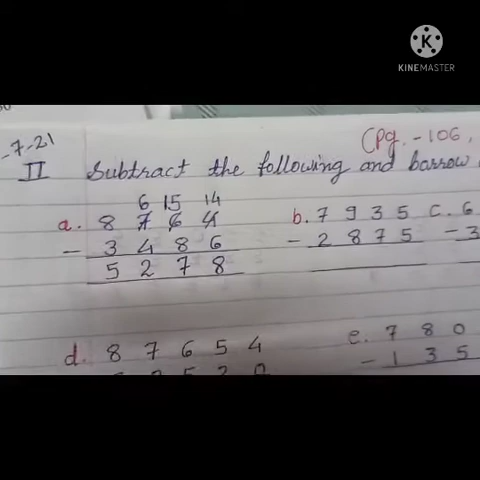 KINEMASTER
-7-21
(Pg. -106,
II Subtract the following and barrow
6 15 14
a. 8 7 6 4 b. 7 9 3 5 c. 6
- 3 4 8 6 - 2 8 7 5 - 3
5 2 7 8
d. 8 7 6 5 4 e. 7 8 0
- 1 3 5